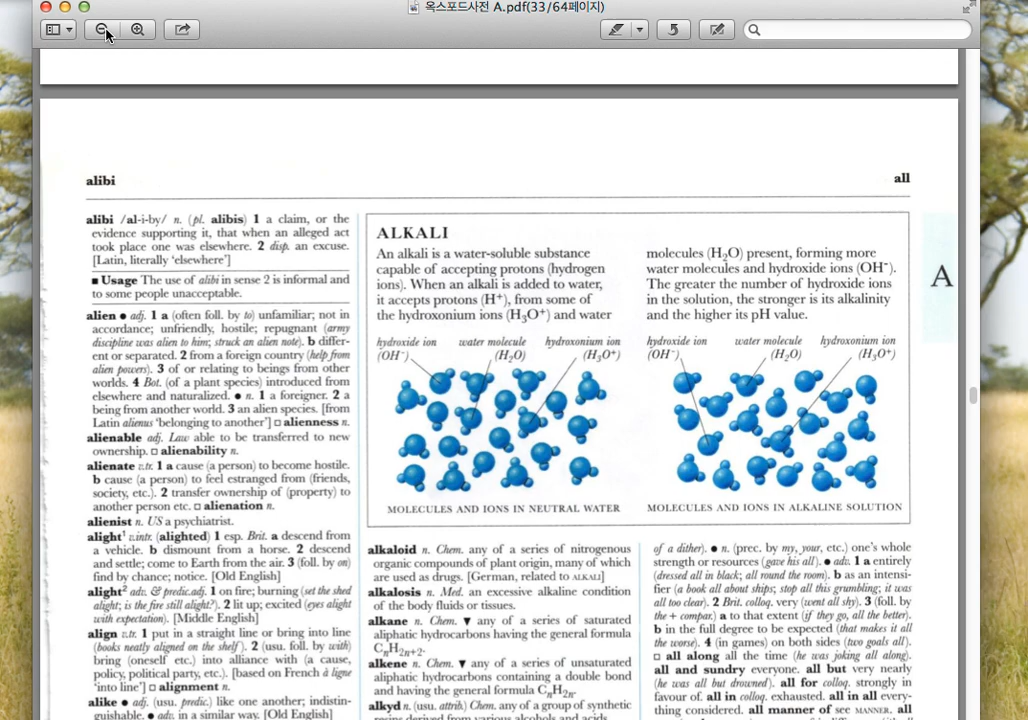 옥스포드사전 A.pdf(33/64페이지)
alibi
all
alibi /al-i-by/ n. (pl. alibis) 1 a claim, or the
evidence supporting it, that when an alleged act
took place one was elsewhere. 2 disp. an excuse.
[Latin, literally ‘elsewhere’]
■ Usage The use of alibi in sense 2 is informal and
to some people unacceptable.
alien ● adj. 1 a (often foll. by to) unfamiliar; not in
accordance; unfriendly, hostile; repugnant (army
discipline was alien to him; struck an alien note). b differ-
ent or separated. 2 from a foreign country (help from
alien powers). 3 of or relating to beings from other
worlds. 4 Bot. (of a plant species) introduced from
elsewhere and naturalized. ● n. 1 a foreigner. 2 a
being from another world. 3 an alien species. [from
Latin alienus ‘belonging to another’] □ alienness n.
alienable adj. Law able to be transferred to new
ownership. □ alienability n.
alienate v.tr. 1 a cause (a person) to become hostile.
b cause (a person) to feel estranged from (friends,
society, etc.). 2 transfer ownership of (property) to
another person etc. □ alienation n.
alienist n. US a psychiatrist.
alight¹ v.intr. (alighted) 1 esp. Brit. a descend from
a vehicle. b dismount from a horse. 2 descend
and settle; come to Earth from the air. 3 (foll. by on)
find by chance; notice. [Old English]
alight² adv. & predic.adj. 1 on fire; burning (set the shed
alight; is the fire still alight?). 2 lit up; excited (eyes alight
with expectation). [Middle English]
align v.tr. 1 put in a straight line or bring into line
(books neatly aligned on the shelf). 2 (usu. foll. by with)
bring (oneself etc.) into alliance with (a cause,
policy, political party, etc.). [based on French à ligne
‘into line’] □ alignment n.
alike ● adj. (usu. predic.) like one another; indistin-
guishable. ● adv. in a similar way. [Old English]
ALKALI
An alkali is a water-soluble substance
capable of accepting protons (hydrogen
ions). When an alkali is added to water,
it accepts protons (H⁺), from some of
the hydroxonium ions (H₃O⁺) and water
molecules (H₂O) present, forming more
water molecules and hydroxide ions (OH⁻).
The greater the number of hydroxide ions
in the solution, the stronger is its alkalinity
and the higher its pH value.
hydroxide ion water molecule hydroxonium ion
(OH⁻) (H₂O) (H₃O⁺)
MOLECULES AND IONS IN NEUTRAL WATER
hydroxide ion water molecule hydroxonium ion
(OH⁻) (H₂O) (H₃O⁺)
MOLECULES AND IONS IN ALKALINE SOLUTION
A
alkaloid n. Chem. any of a series of nitrogenous
organic compounds of plant origin, many of which
are used as drugs. [German, related to ALKALI]
alkalosis n. Med. an excessive alkaline condition
of the body fluids or tissues.
alkane n. Chem. ▼ any of a series of saturated
aliphatic hydrocarbons having the general formula
CₙH₂ₙ₊₂.
alkene n. Chem. ▼ any of a series of unsaturated
aliphatic hydrocarbons containing a double bond
and having the general formula CₙH₂ₙ.
alkyd n. (usu. attrib.) Chem. any of a group of synthetic
resins derived from various alcohols and acids.
of a dither). ● n. (prec. by my, your, etc.) one's whole
strength or resources (gave his all). ● adv. 1 a entirely
(dressed all in black; all round the room). b as an intensi-
fier (a book all about ships; stop all this grumbling; it was
all too clear). 2 Brit. colloq. very (went all shy). 3 (foll. by
the + compar.) a to that extent (if they go, all the better).
b in the full degree to be expected (that makes it all
the worse). 4 (in games) on both sides (two goals all).
□ all along all the time (he was joking all along).
all and sundry everyone. all but very nearly
(he was all but drowned). all for colloq. strongly in
favour of. all in colloq. exhausted. all in all every-
thing considered. all manner of see MANNER. all